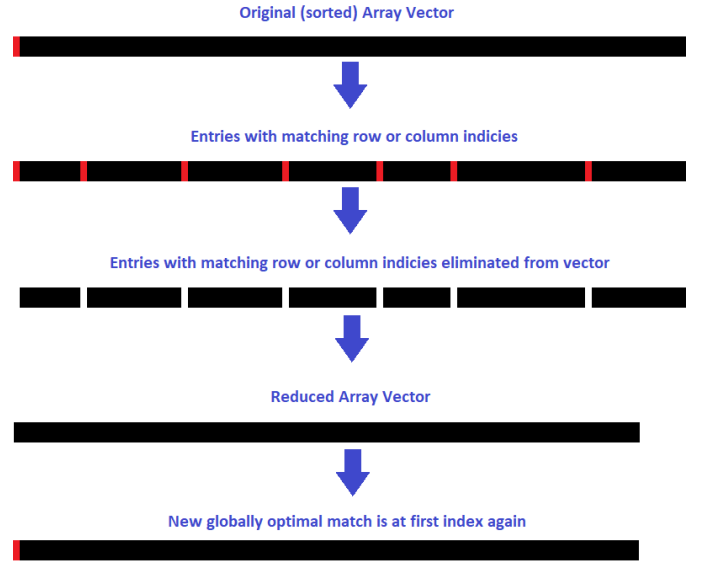 Original (sorted) Array Vector
Entries with matching row or column indicies
Entries with matching row or column indicies eliminated from vector
Reduced Array Vector
New globally optimal match is at first index again